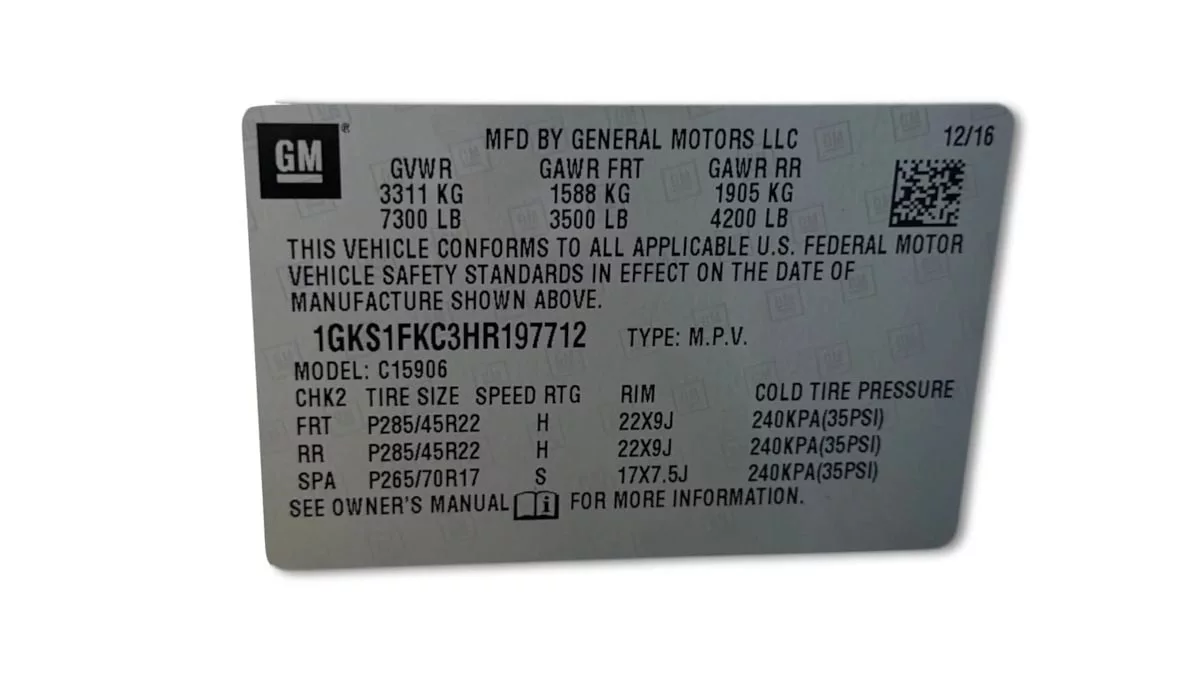 GM ® MFD BY GENERAL MOTORS LLC 12/16
GVWR GAWR FRT GAWR RR
3311 KG 1588 KG 1905 KG
7300 LB 3500 LB 4200 LB
THIS VEHICLE CONFORMS TO ALL APPLICABLE U.S. FEDERAL MOTOR
VEHICLE SAFETY STANDARDS IN EFFECT ON THE DATE OF
MANUFACTURE SHOWN ABOVE.
1GKS1FKC3HR197712 TYPE: M.P.V.
MODEL: C15906
CHK2 TIRE SIZE SPEED RTG RIM COLD TIRE PRESSURE
FRT P285/45R22 H 22X9J 240KPA(35PSI)
RR P285/45R22 H 22X9J 240KPA(35PSI)
SPA P265/70R17 S 17X7.5J 240KPA(35PSI)
SEE OWNER'S MANUAL i FOR MORE INFORMATION.